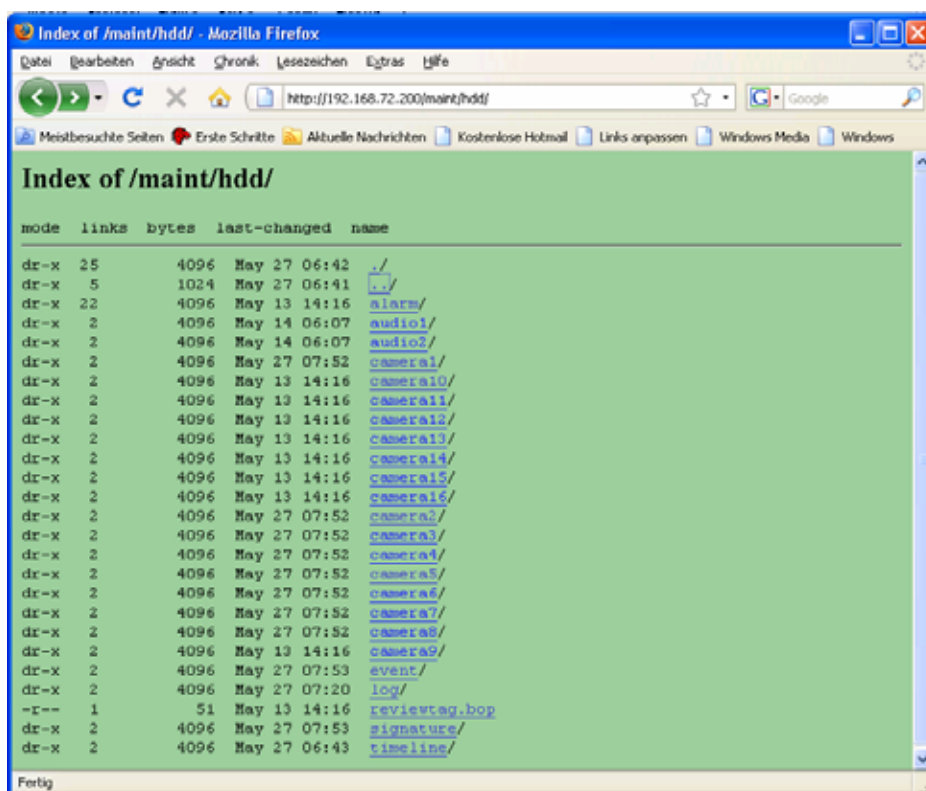 Index of /maint/hdd/ - Mozilla Firefox
Datei Bearbeiten Ansicht Chronik Lesezeichen Extras Hilfe
http://192.168.72.200/maint/hdd/ G Google
Meistbesuchte Seiten Erste Schritte Aktuelle Nachrichten Kostenlose Hotmail Links anpassen Windows Media Windows
Index of /maint/hdd/
mode links bytes last-changed name
dr-x 25 4096 May 27 06:42 ./
dr-x 5 1024 May 27 06:41 ../
dr-x 22 4096 May 13 14:16 alarm/
dr-x 2 4096 May 14 06:07 audio1/
dr-x 2 4096 May 14 06:07 audio2/
dr-x 2 4096 May 27 07:52 camera1/
dr-x 2 4096 May 13 14:16 camera10/
dr-x 2 4096 May 13 14:16 camera11/
dr-x 2 4096 May 13 14:16 camera12/
dr-x 2 4096 May 13 14:16 camera13/
dr-x 2 4096 May 13 14:16 camera14/
dr-x 2 4096 May 13 14:16 camera15/
dr-x 2 4096 May 13 14:16 camera16/
dr-x 2 4096 May 27 07:52 camera2/
dr-x 2 4096 May 27 07:52 camera3/
dr-x 2 4096 May 27 07:52 camera4/
dr-x 2 4096 May 27 07:52 camera5/
dr-x 2 4096 May 27 07:52 camera6/
dr-x 2 4096 May 27 07:52 camera7/
dr-x 2 4096 May 27 07:52 camera8/
dr-x 2 4096 May 13 14:16 camera9/
dr-x 2 4096 May 27 07:53 event/
dr-x 2 4096 May 27 07:20 log/
-r-- 1 51 May 13 14:16 reviewtag.bop
dr-x 2 4096 May 27 07:53 signature/
dr-x 2 4096 May 27 06:43 timeline/
Fertig